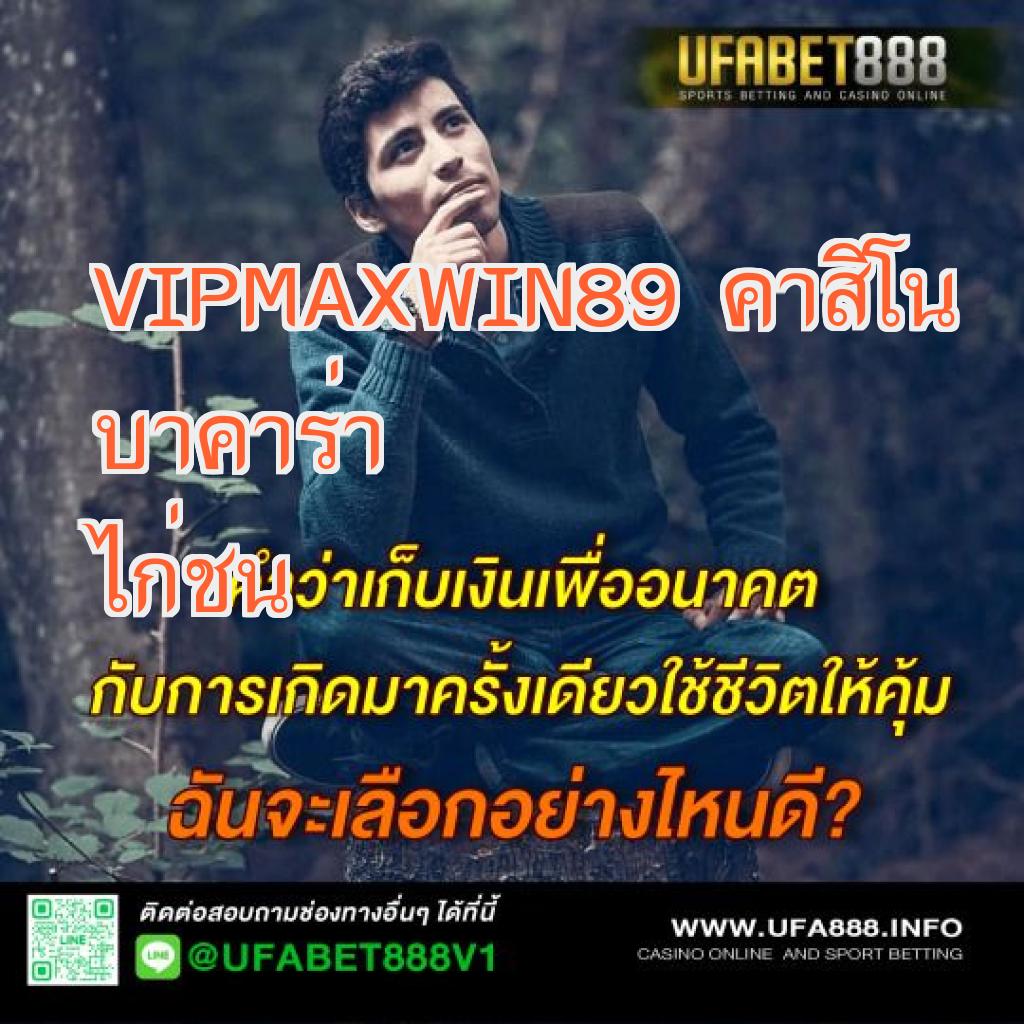 UFABET888
SPORTS BETTING AND CASINO ONLINE
VIPMAXWIN89 คาสิโน
บาคาร่า
ไก่ชน
ว่าเก็บเงินเพื่ออนาคต
กับการเกิดมาครั้งเดียวใช้ชีวิตให้คุ้ม
ฉันจะเลือกอย่างไหนดี?
ติดต่อสอบถามช่องทางอื่นๆ ได้ที่นี้
LINE
LINE @UFABET888V1
WWW.UFA888.INFO
CASINO ONLINE AND SPORT BETTING